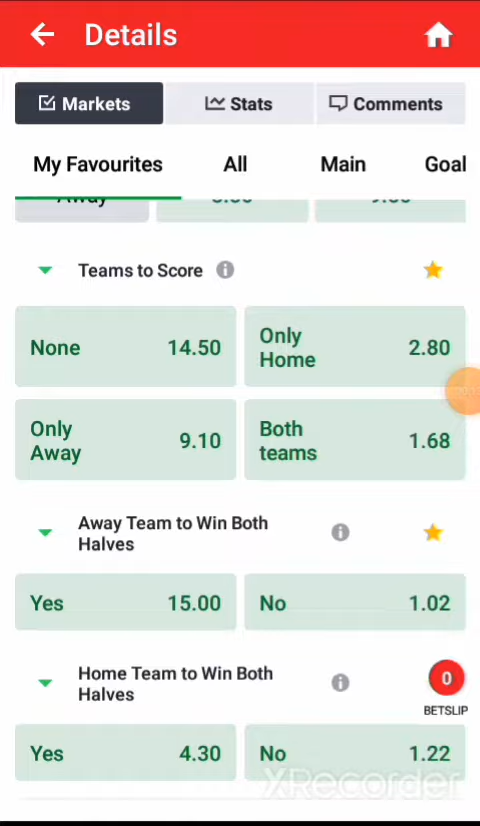 Details
Markets
Stats
Comments
My Favourites
All
Main
Goal
Away
Teams to Score
None 14.50
Only Home 2.80
Only Away 9.10
Both teams 1.68
Away Team to Win Both
Halves
Yes 15.00
No 1.02
Home Team to Win Both
Halves
0
BETSLIP
Yes 4.30
No 1.22
XRecorder